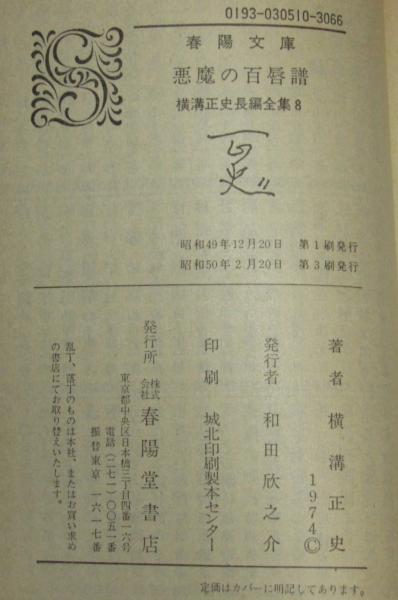 0193-030510-3066
春陽文庫
悪魔の百唇譜
横溝正史長編全集8
正史
昭和49年12月20日 第1刷発行
昭和50年2月20日 第3刷発行
著者 横溝正史
1974©
発行者 和田欣之介
印刷 城北印刷製本センター
発行所 株式会社 春陽堂書店
東京都中央区日本橋三丁目四番一六号
電話(二七一)〇〇五一番
振替東京 一六一七番
乱丁、落丁のものは本社、またはお買い求め
の書店にてお取り替えいたします。
定価はカバーに明記してあります。